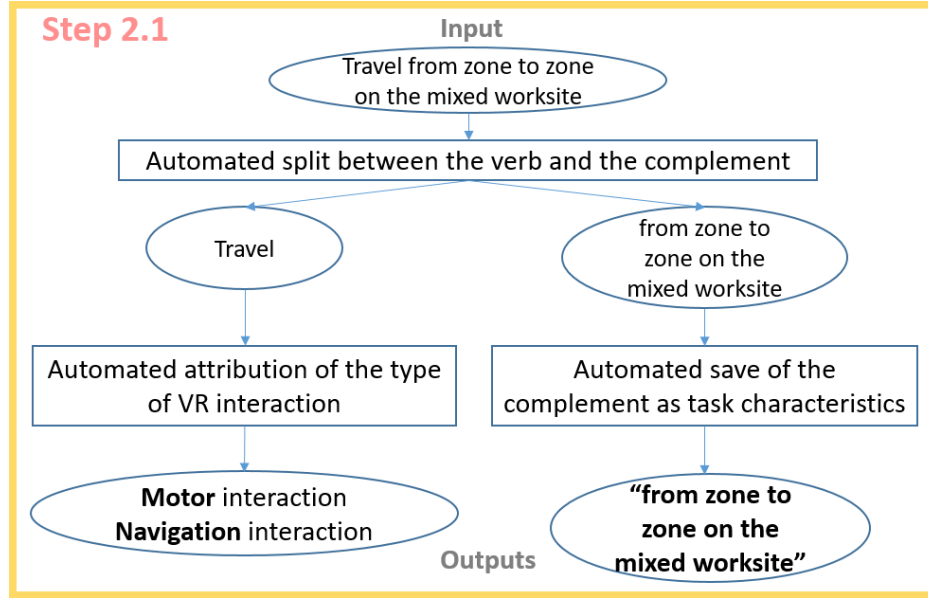 Step 2.1
Input
Travel from zone to zone
on the mixed worksite
Automated split between the verb and the complement
Travel
from zone to
zone on the
mixed worksite
Automated attribution of the type
of VR interaction
Automated save of the
complement as task characteristics
Motor interaction
Navigation interaction
“from zone to
zone on the
mixed worksite”
Outputs